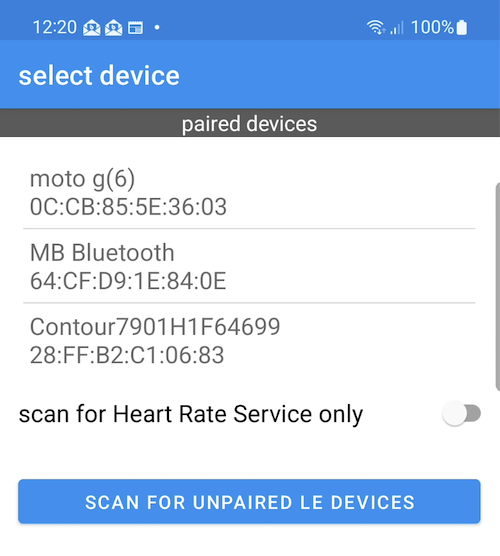 12:20 100%
select device
paired devices
moto g(6)
0C:CB:85:5E:36:03
MB Bluetooth
64:CF:D9:1E:84:0E
Contour7901H1F64699
28:FF:B2:C1:06:83
scan for Heart Rate Service only
SCAN FOR UNPAIRED LE DEVICES